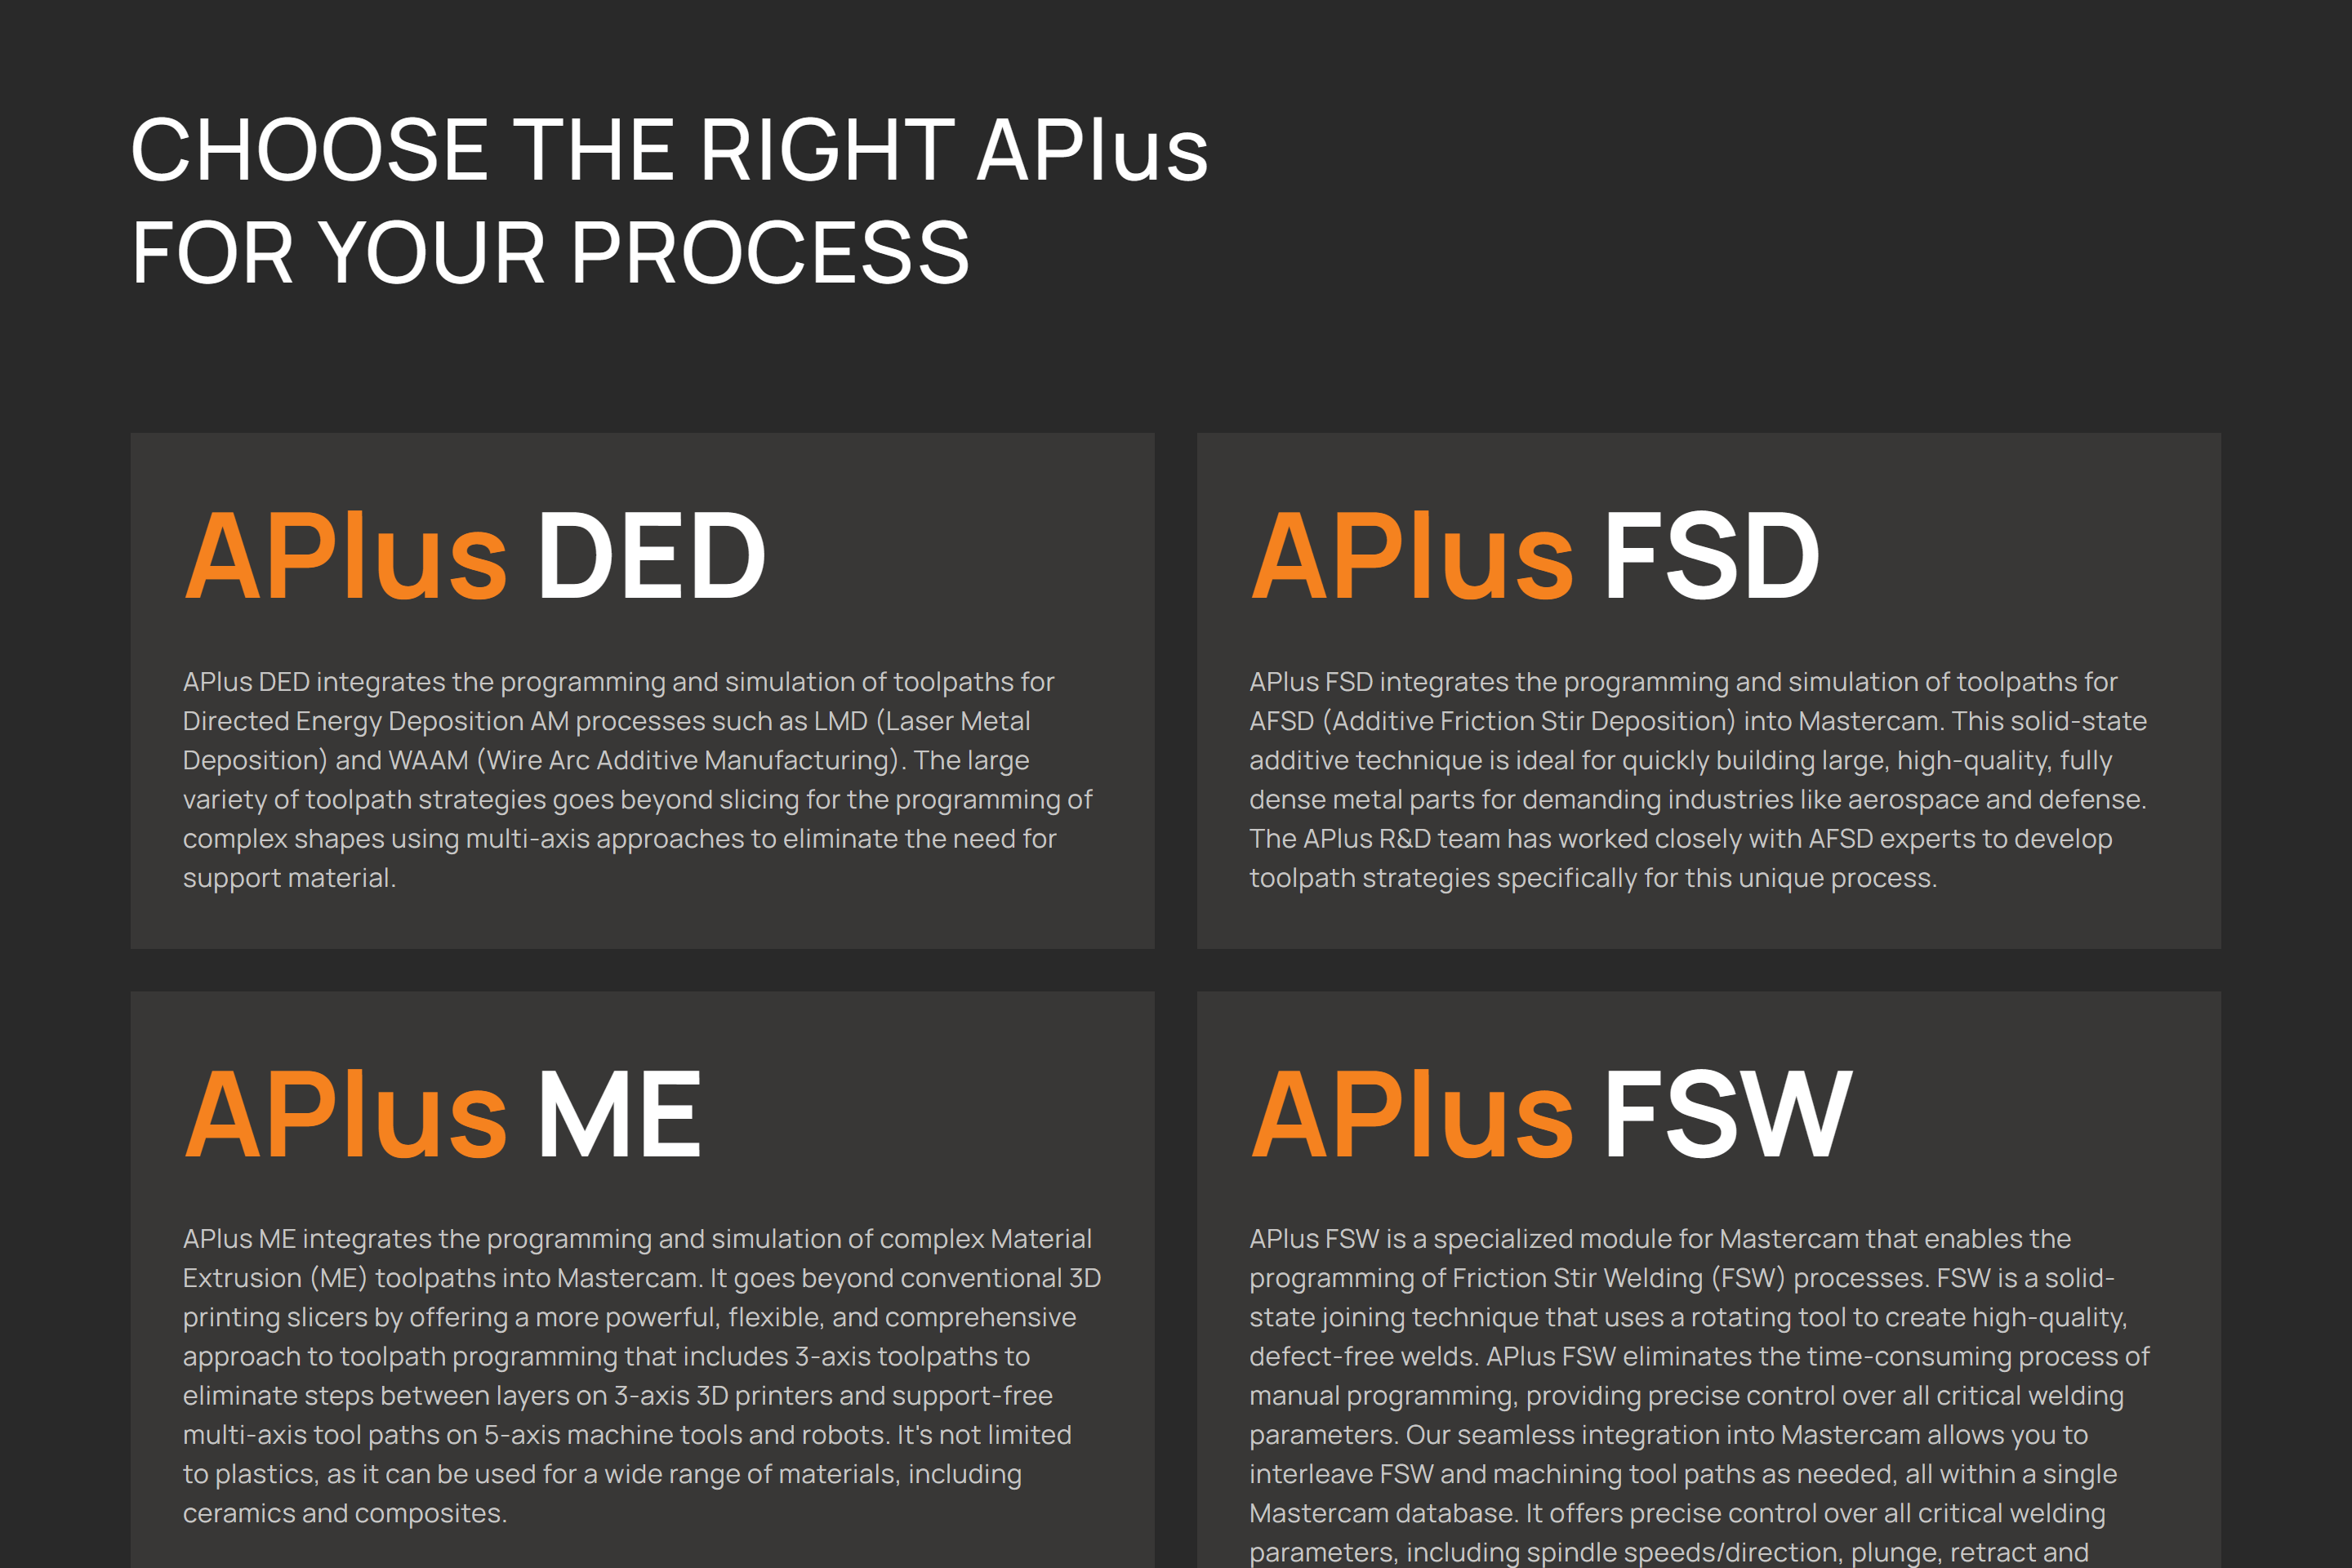 CHOOSE THE RIGHT APlus
FOR YOUR PROCESS
APlus DED
APlus DED integrates the programming and simulation of toolpaths for
Directed Energy Deposition AM processes such as LMD (Laser Metal
Deposition) and WAAM (Wire Arc Additive Manufacturing). The large
variety of toolpath strategies goes beyond slicing for the programming of
complex shapes using multi-axis approaches to eliminate the need for
support material.
APlus FSD
APlus FSD integrates the programming and simulation of toolpaths for
AFSD (Additive Friction Stir Deposition) into Mastercam. This solid-state
additive technique is ideal for quickly building large, high-quality, fully
dense metal parts for demanding industries like aerospace and defense.
The APlus R&D team has worked closely with AFSD experts to develop
toolpath strategies specifically for this unique process.
APlus ME
APlus ME integrates the programming and simulation of complex Material
Extrusion (ME) toolpaths into Mastercam. It goes beyond conventional 3D
printing slicers by offering a more powerful, flexible, and comprehensive
approach to toolpath programming that includes 3-axis toolpaths to
eliminate steps between layers on 3-axis 3D printers and support-free
multi-axis tool paths on 5-axis machine tools and robots. It's not limited
to plastics, as it can be used for a wide range of materials, including
ceramics and composites.
APlus FSW
APlus FSW is a specialized module for Mastercam that enables the
programming of Friction Stir Welding (FSW) processes. FSW is a solid-
state joining technique that uses a rotating tool to create high-quality,
defect-free welds. APlus FSW eliminates the time-consuming process of
manual programming, providing precise control over all critical welding
parameters. Our seamless integration into Mastercam allows you to
interleave FSW and machining tool paths as needed, all within a single
Mastercam database. It offers precise control over all critical welding
parameters, including spindle speeds/direction, plunge, retract and